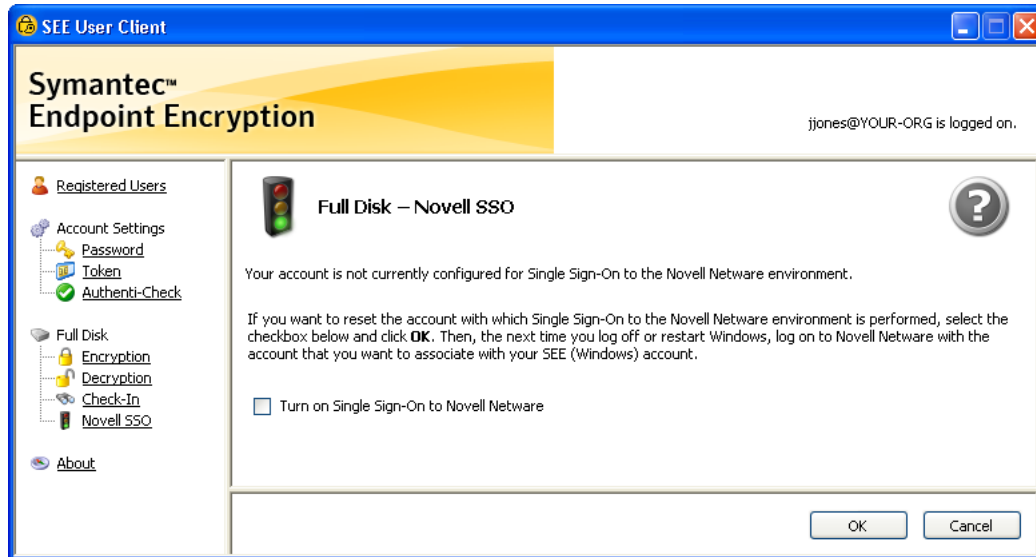 SEE User Client
Symantec™
Endpoint Encryption
jjones@YOUR-ORG is logged on.
Registered Users
Account Settings
Password
Token
Authenti-Check
Full Disk
Encryption
Decryption
Check-In
Novell SSO
About
Full Disk – Novell SSO
Your account is not currently configured for Single Sign-On to the Novell Netware environment.
If you want to reset the account with which Single Sign-On to the Novell Netware environment is performed, select the
checkbox below and click OK. Then, the next time you log off or restart Windows, log on to Novell Netware with the
account that you want to associate with your SEE (Windows) account.
Turn on Single Sign-On to Novell Netware
OK
Cancel